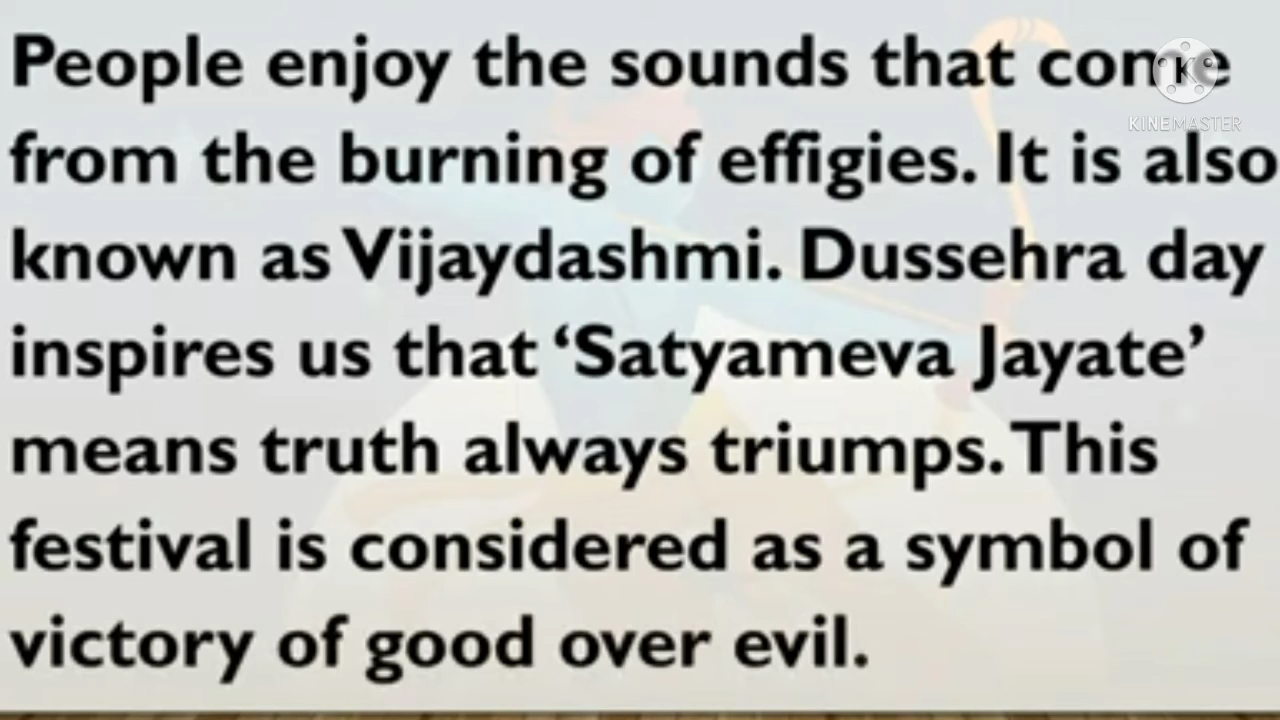 People enjoy the sounds that come
KINEMASTER
from the burning of effigies. It is also
known as Vijaydashmi. Dussehra day
inspires us that ‘Satyameva Jayate’
means truth always triumps. This
festival is considered as a symbol of
victory of good over evil.